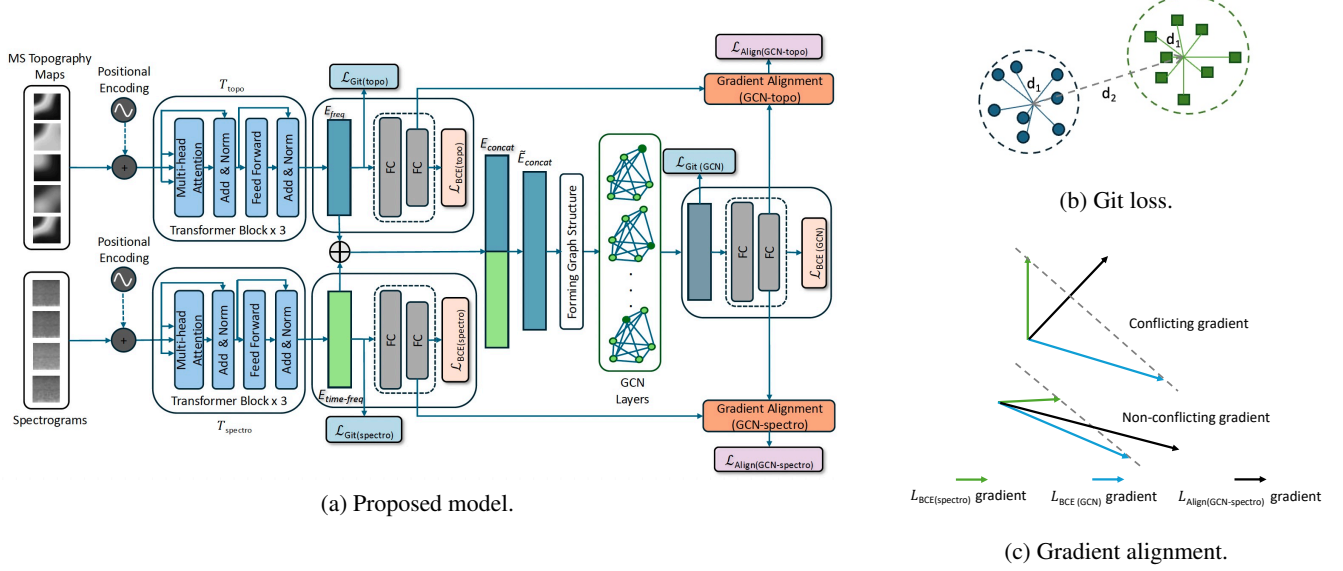 MS Topography
Maps
Positional
Encoding
+
T_topo
Multi-head
Attention
Add & Norm
Feed Forward
Add & Norm
Transformer Block x 3
E_freq
ℒ_Git(topo)
FC
FC
ℒ_BCE(topo)
Spectrograms
Positional
Encoding
+
Multi-head
Attention
Add & Norm
Feed Forward
Add & Norm
Transformer Block x 3
T_spectro
E_time-freq
ℒ_Git(spectro)
FC
FC
ℒ_BCE(spectro)
E_concat
Ẽ_concat
Forming Graph Structure
GCN
Layers
ℒ_Git (GCN)
FC
FC
ℒ_BCE (GCN)
ℒ_Align(GCN-topo)
Gradient Alignment
(GCN-topo)
Gradient Alignment
(GCN-spectro)
ℒ_Align(GCN-spectro)
(a) Proposed model.
d₁
d₁
d₂
(b) Git loss.
Conflicting gradient
Non-conflicting gradient
L_BCE(spectro) gradient
L_BCE (GCN) gradient
L_Align(GCN-spectro) gradient
(c) Gradient alignment.